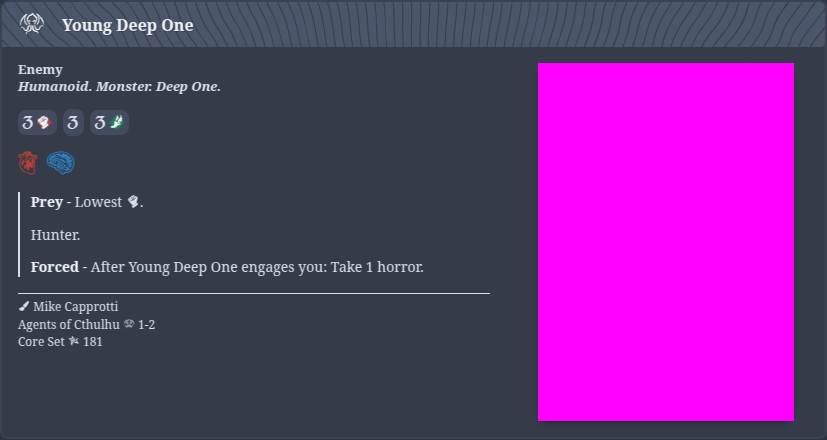 Young Deep One
Enemy
Humanoid. Monster. Deep One.
3 3 3
Prey - Lowest .
Hunter.
Forced - After Young Deep One engages you: Take 1 horror.
Mike Capprotti
Agents of Cthulhu 1-2
Core Set 181